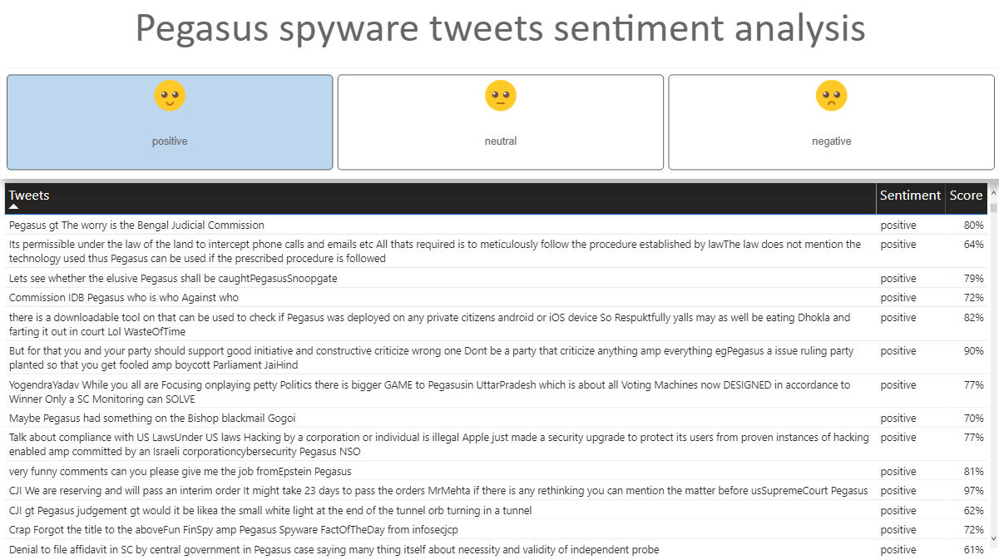 Pegasus spyware tweets sentiment analysis
positive
neutral
negative
Tweets Sentiment Score
Pegasus gt The worry is the Bengal Judicial Commission positive 80%
Its permissible under the law of the land to intercept phone calls and emails etc All thats required is to meticulously follow the procedure established by lawThe law does not mention the positive 64%
technology used thus Pegasus can be used if the prescribed procedure is followed
Lets see whether the elusive Pegasus shall be caughtPegasusSnoopgate positive 79%
Commission IDB Pegasus who is who Against who positive 72%
there is a downloadable tool on that can be used to check if Pegasus was deployed on any private citizens android or iOS device So Respuktfully yalls may as well be eating Dhokla and positive 82%
farting it out in court Lol WasteOfTime
But for that you and your party should support good initiative and constructive criticize wrong one Dont be a party that criticize anything amp everything egPegasus a issue ruling party positive 90%
planted so that you get fooled amp boycott Parliament JaiHind
YogendraYadav While you all are Focusing onplaying petty Politics there is bigger GAME to Pegasusin UttarPradesh which is about all Voting Machines now DESIGNED in accordance to positive 77%
Winner Only a SC Monitoring can SOLVE
Maybe Pegasus had something on the Bishop blackmail Gogoi positive 70%
Talk about compliance with US LawsUnder US laws Hacking by a corporation or individual is illegal Apple just made a security upgrade to protect its users from proven instances of hacking positive 77%
enabled amp committed by an Israeli corporationcybersecurity Pegasus NSO
very funny comments can you please give me the job fromEpstein Pegasus positive 81%
CJI We are reserving and will pass an interim order It might take 23 days to pass the orders MrMehta if there is any rethinking you can mention the matter before usSupremeCourt Pegasus positive 97%
CJI gt Pegasus judgement gt would it be likea the small white light at the end of the tunnel orb turning in a tunnel positive 62%
Crap Forgot the title to the aboveFun FinSpy amp Pegasus Spyware FactOfTheDay from infosecjcp positive 72%
Denial to file affidavit in SC by central government in Pegasus case saying many thing itself about necessity and validity of independent probe positive 61%